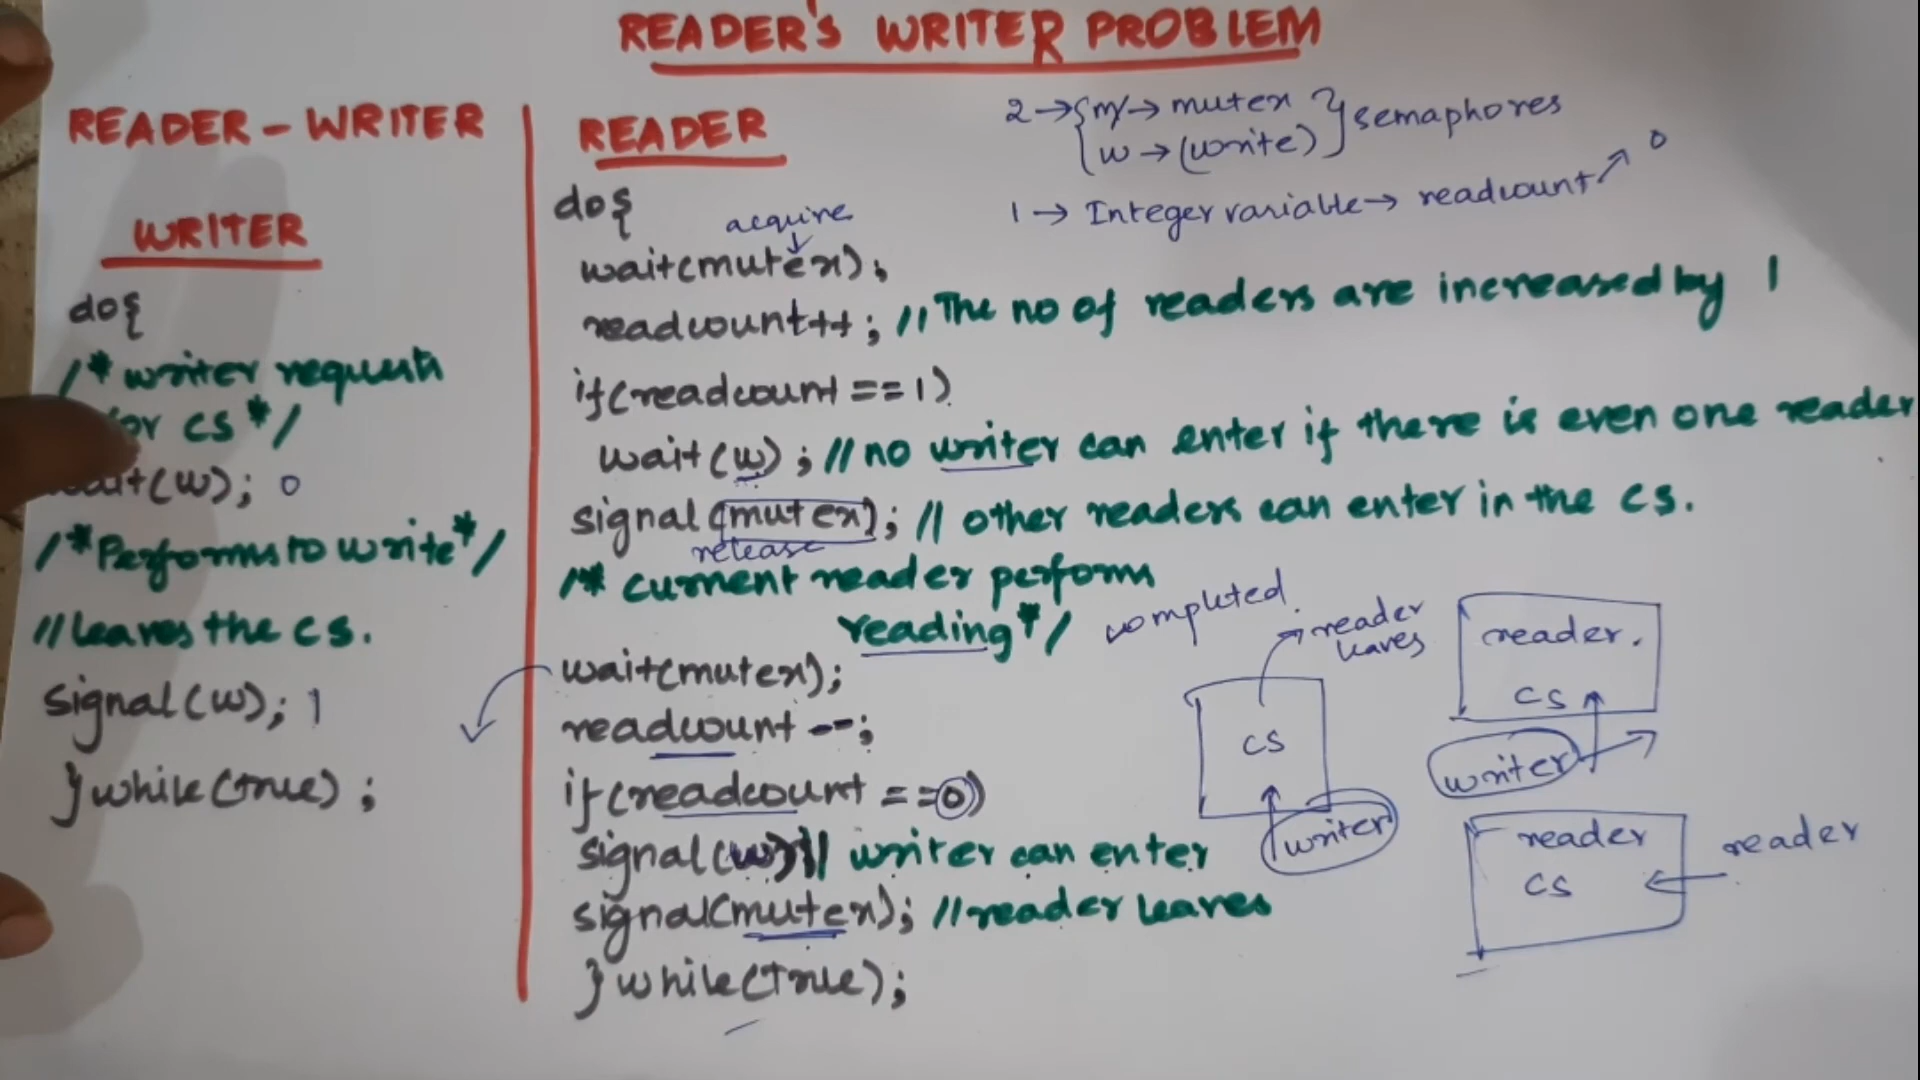 READER'S WRITER PROBLEM
READER - WRITER
WRITER
do{
/* writer requests
for cs */
wait(w); 0
/* Performs to write */
// leaves the cs.
signal(w); 1
} while(true);
READER
2 → { m → mutex
w → (write) } semaphores
1 → Integer variable → readcount → 0
do{
acquire
wait(mutex);
readcount++; // The no of readers are increased by 1
if(readcount == 1)
wait(w); // no writer can enter if there is even one reader
signal(mutex); // other readers can enter in the cs.
release
/* current reader performs
reading */ completed.
wait(mutex);
readcount --;
if(readcount == 0)
signal(w) // writer can enter
signal(mutex); // reader leaves
} while(true);
reader
leaves
cs
writer
reader.
cs
writer
reader
cs
reader